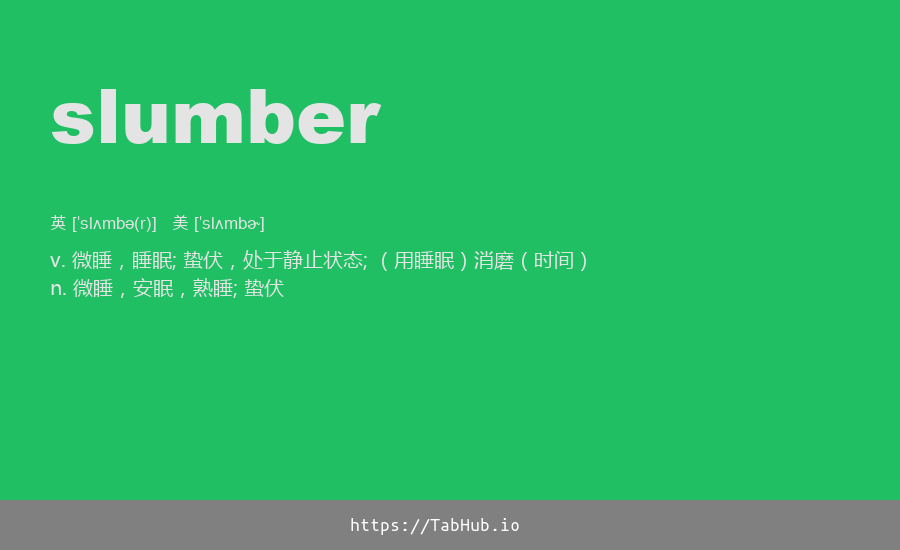 slumber
英 [ˈslʌmbə(r)] 美 [ˈslʌmbɚ]
v. 微睡，睡眠; 蛰伏，处于静止状态; （用睡眠）消磨（时间）
n. 微睡，安眠，熟睡; 蛰伏
https://TabHub.io